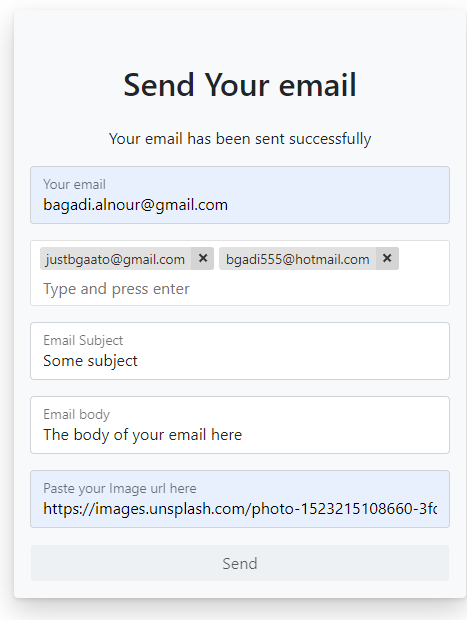 Send Your email
Your email has been sent successfully
Your email
bagadi.alnour@gmail.com
justbgaato@gmail.com × bgadi555@hotmail.com ×
Type and press enter
Email Subject
Some subject
Email body
The body of your email here
Paste your Image url here
https://images.unsplash.com/photo-1523215108660-3f
Send